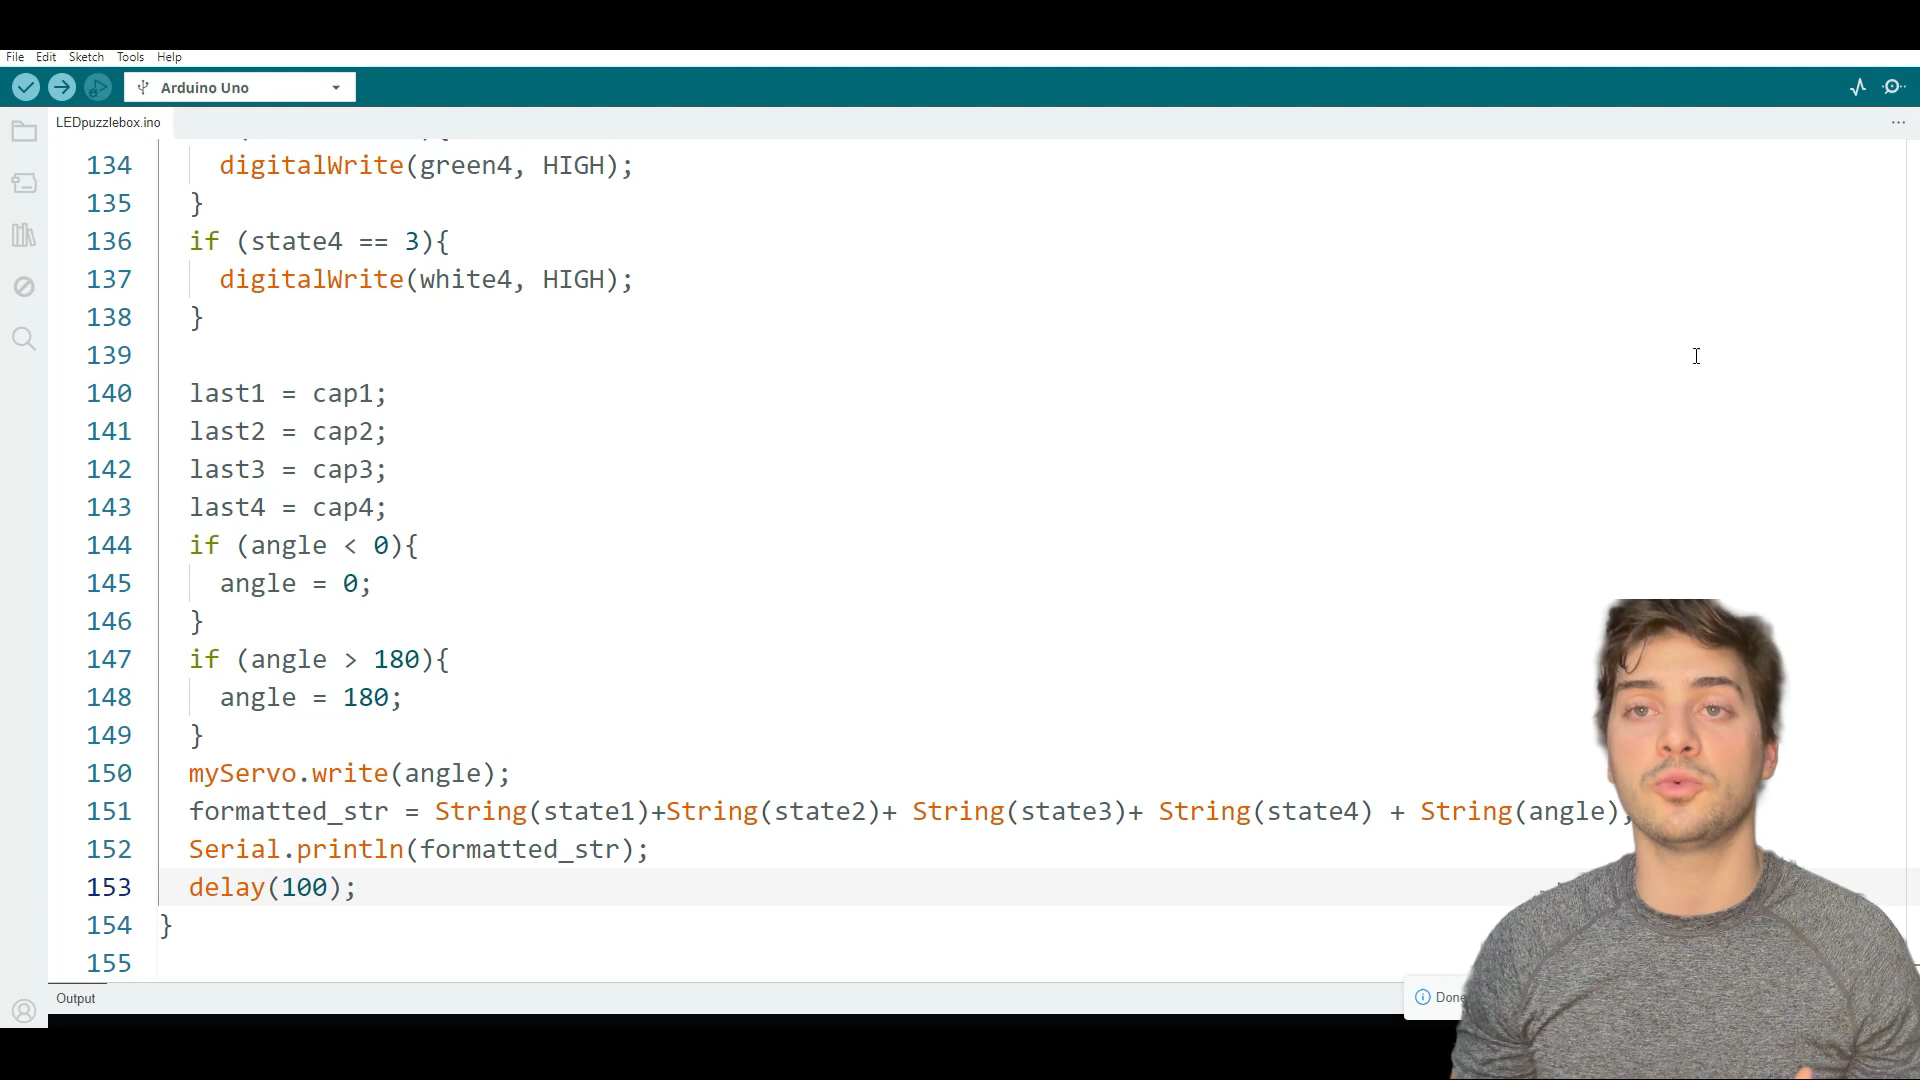 File Edit Sketch Tools Help
Arduino Uno
LEDpuzzlebox.ino
134 digitalWrite(green4, HIGH);
135 }
136 if (state4 == 3){
137 digitalWrite(white4, HIGH);
138 }
139
140 last1 = cap1;
141 last2 = cap2;
142 last3 = cap3;
143 last4 = cap4;
144 if (angle < 0){
145 angle = 0;
146 }
147 if (angle > 180){
148 angle = 180;
149 }
150 myServo.write(angle);
151 formatted_str = String(state1)+String(state2)+ String(state3)+ String(state4) + String(angle);
152 Serial.println(formatted_str);
153 delay(100);
154 }
155
Output
Done